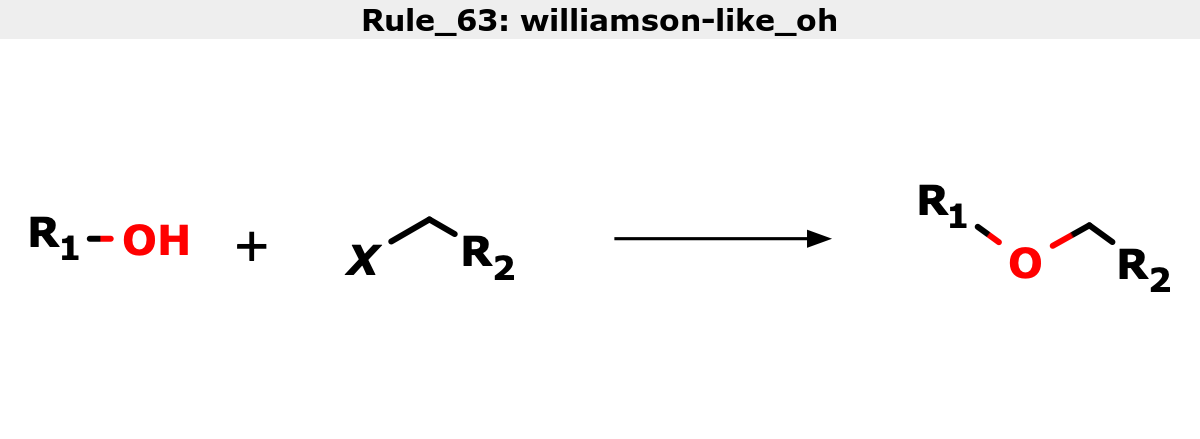 Rule_63: williamson-like_oh
R1 OH + X R2 R1 O R2